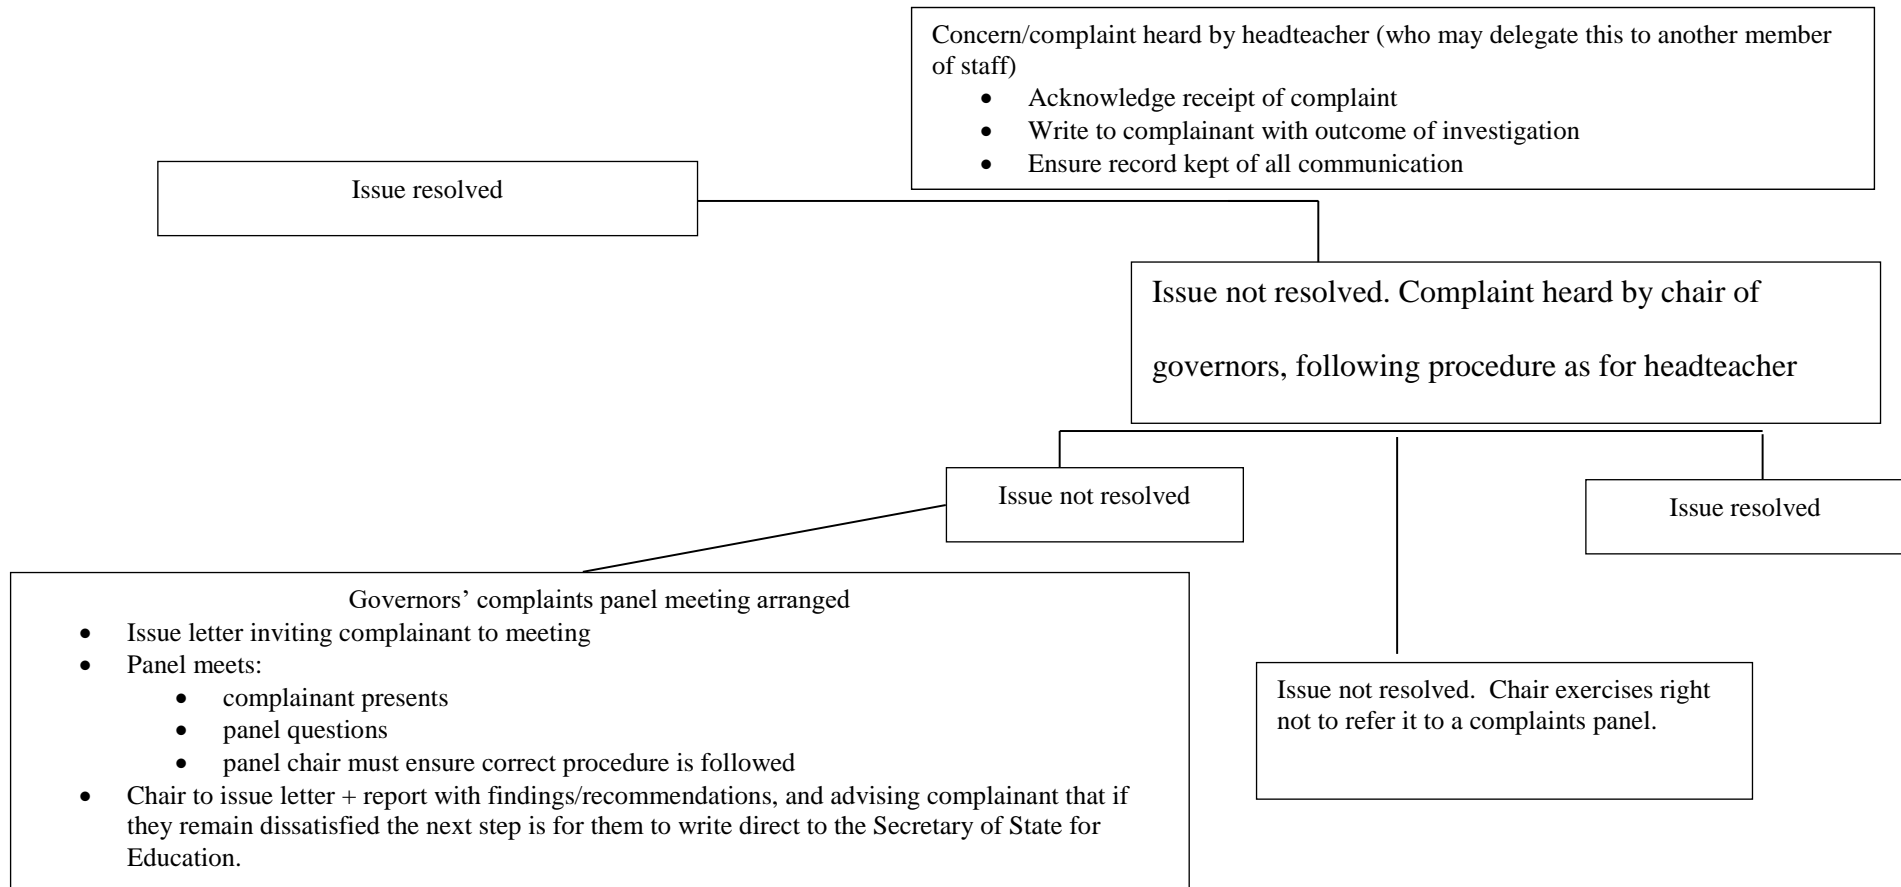 Concern/complaint heard by headteacher (who may delegate this to another member
of staff)
• Acknowledge receipt of complaint
• Write to complainant with outcome of investigation
• Ensure record kept of all communication
Issue resolved
Issue not resolved. Complaint heard by chair of
governors, following procedure as for headteacher
Issue not resolved
Issue resolved
Governors’ complaints panel meeting arranged
• Issue letter inviting complainant to meeting
• Panel meets:
• complainant presents
• panel questions
• panel chair must ensure correct procedure is followed
• Chair to issue letter + report with findings/recommendations, and advising complainant that if
they remain dissatisfied the next step is for them to write direct to the Secretary of State for
Education.
Issue not resolved.  Chair exercises right
not to refer it to a complaints panel.